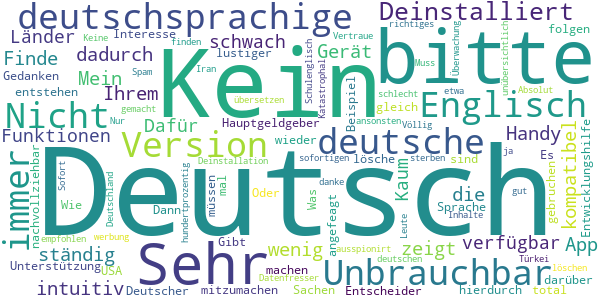 deutschsprachige
Deinstalliert
Vertraue
Keine
Interesse
richtiges
folgen
Länder
dadurch
schwach
finden
lustiger
Finde
Gedanken
Spam
Iran
Schulenglisch
Katastrophal
Muss
Überwachung
unübersichtlich
Absolut
entstehen
Mein
Ihrem
Gerät
Kein
bitte
übersetzen
Beispiel
schlecht
etwa
gleich
Englisch
Nicht
gemacht
Dafür
Hauptgeldgeber
Nur
ansonsten
Völlig
Funktionen
Version
wieder
deutsche
Handy
ja
kompatibel
Entwicklungshilfe
immer
nachvollziehbar
Sofort
Wie
Deutschland
Dann
hundertprozentig
Deinstallation
müssen
mal
Oder
sofortigen
lösche
Was
danke
angefeagt
sterben
Leute
Kaum
sind
Sprache
Inhalte
die
Es
gebrochen
gut
Deutsch
ständig
empfohlen
werbung
Sehr
Gibt
wenig
ausspioniert
zeigt
deutschen
verfügbar
Türkei
App
löschen
Unterstützung
USA
machen
Datenfresser
Unbrauchbar
darüber
intuitiv
Deutscher
mitzumachen
hierdurch
Sachen
Entscheider
total